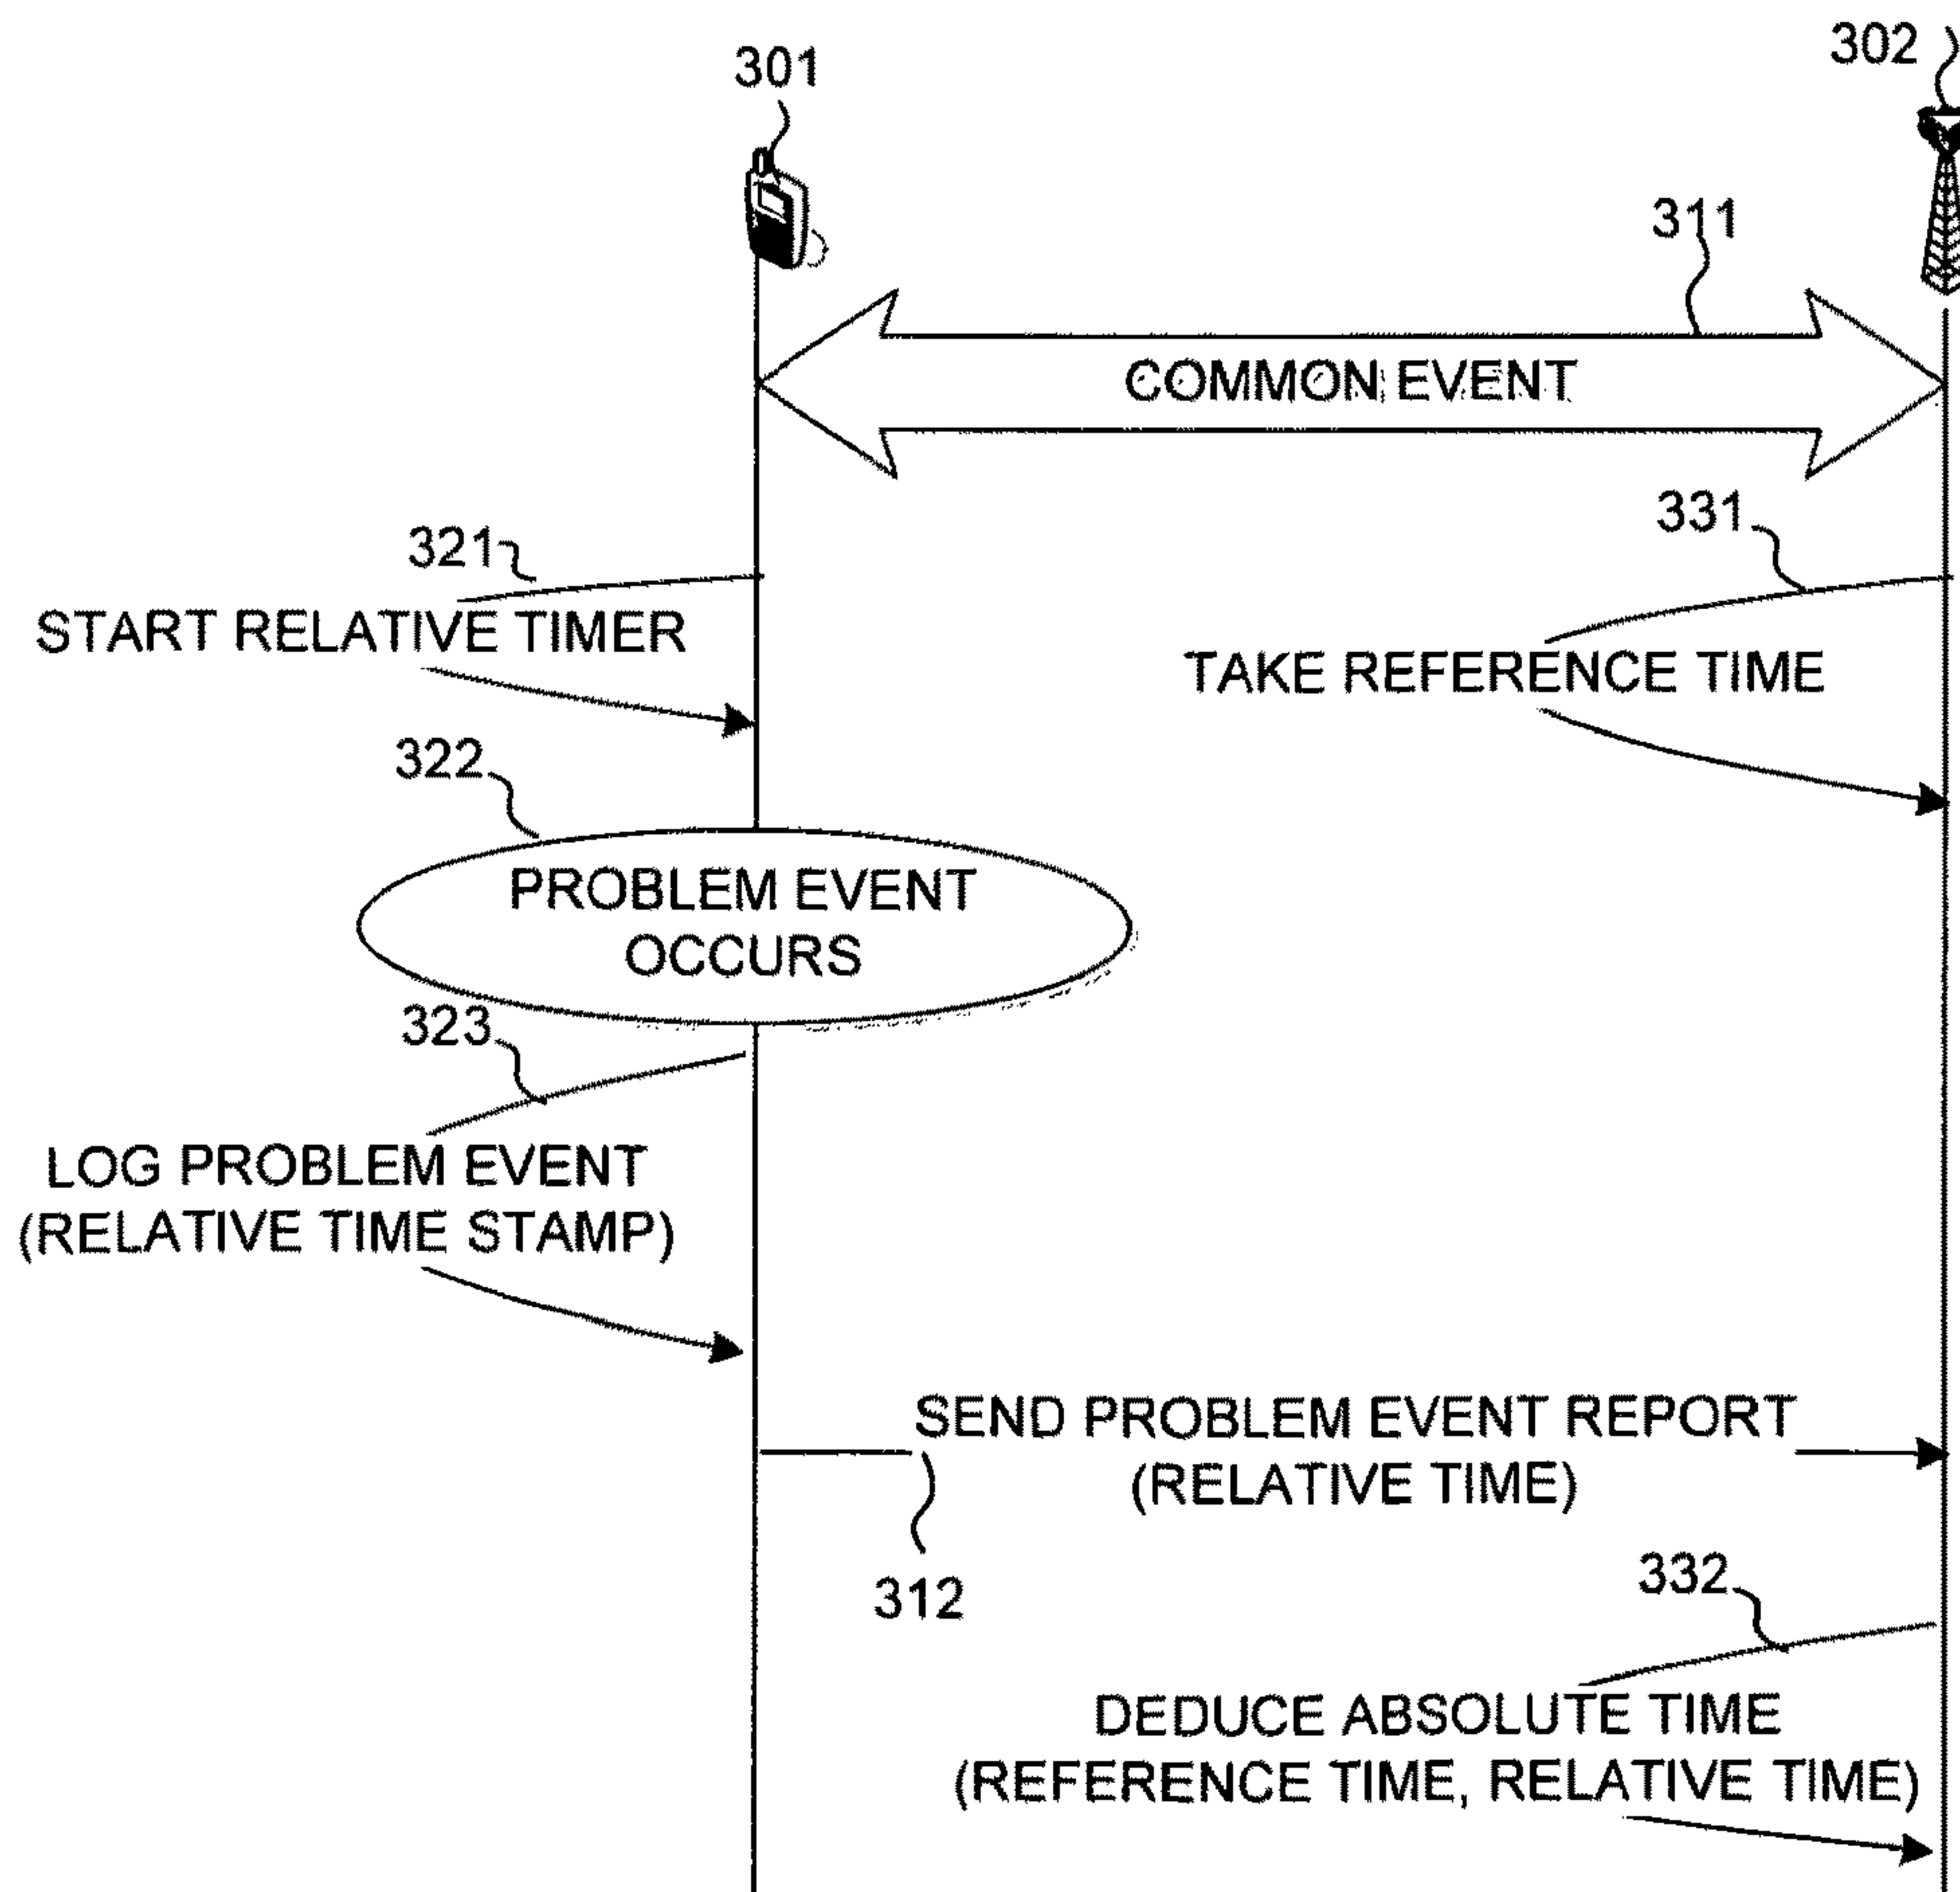 301
302
311
COMMON EVENT
321
331
START RELATIVE TIMER
TAKE REFERENCE TIME
322
PROBLEM EVENT
OCCURS
323
LOG PROBLEM EVENT
(RELATIVE TIME STAMP)
SEND PROBLEM EVENT REPORT
(RELATIVE TIME)
312
332
DEDUCE ABSOLUTE TIME
(REFERENCE TIME, RELATIVE TIME)